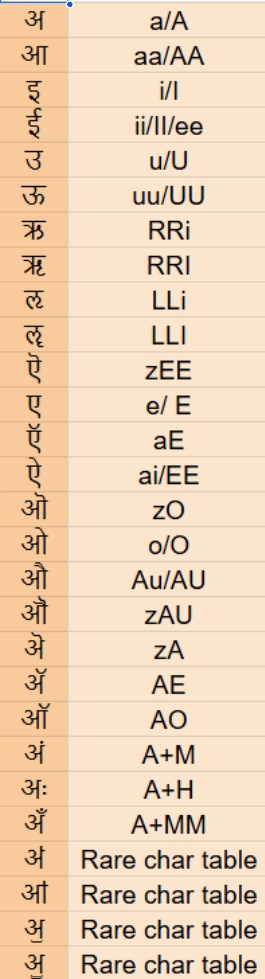 अ a/A
आ aa/AA
इ i/I
ई ii/II/ee
उ u/U
ऊ uu/UU
ऋ RRi
ॠ RRI
ऌ LLi
ॡ LLI
ऎ zEE
ए e/ E
ऍ aE
ऐ ai/EE
ऒ zO
ओ o/O
औ Au/AU
ॵ zAU
ऄ zA
ॲ AE
ऑ AO
अं A+M
अः A+H
अँ A+MM
ॳ Rare char table
ॴ Rare char table
ॶ Rare char table
ॷ Rare char table